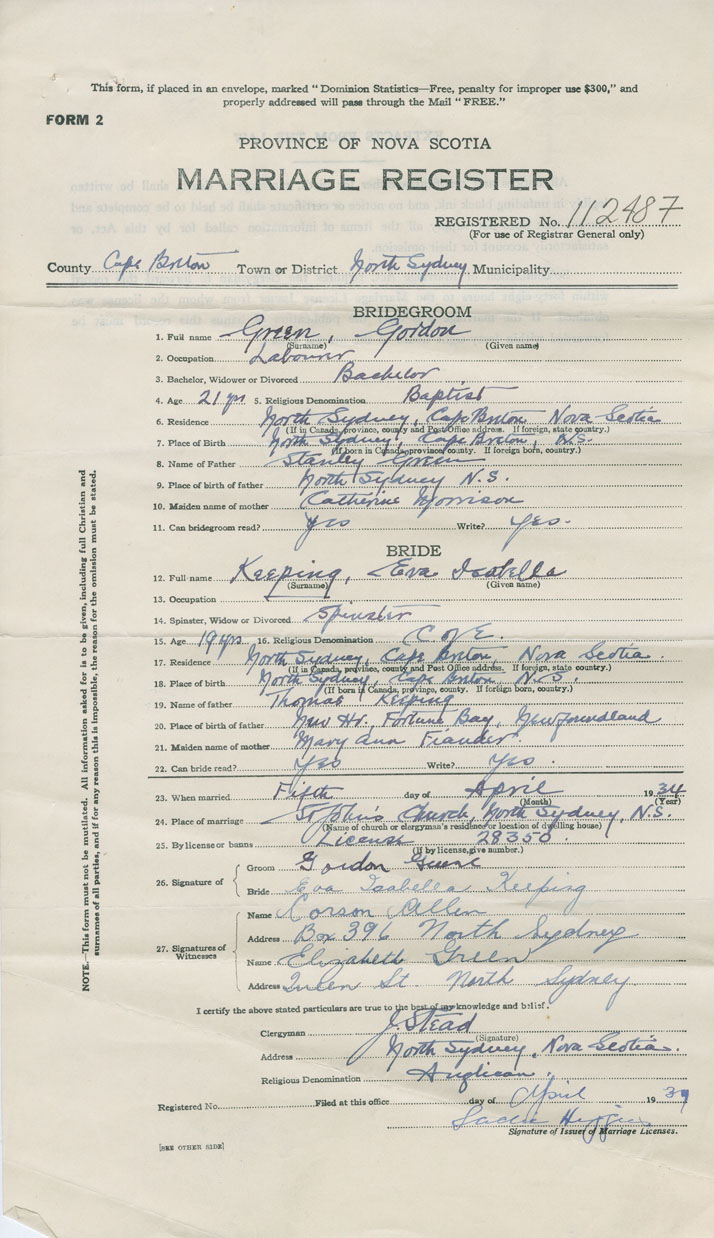 This form, if placed in an envelope, marked "Dominion Statistics—Free, penalty for improper use $300," and
properly addressed will pass through the Mail "FREE."
FORM 2
PROVINCE OF NOVA SCOTIA
MARRIAGE REGISTER
REGISTERED No. 112487
(For use of Registrar General only)
County Cape Breton Town or District North Sydney Municipality
BRIDEGROOM
1. Full name Green, Gordon
(Surname) (Given name)
2. Occupation Labourer
3. Bachelor, Widower or Divorced Bachelor
4. Age 21 yrs 5. Religious Denomination Baptist
6. Residence North Sydney, Cape Breton Nova Scotia
(If in Canada, province, county and Post Office address. If foreign, state country.)
7. Place of Birth North Sydney, Cape Breton, N.S.
(If born in Canada, province, county. If foreign born, country.)
8. Name of Father Stanley Green
9. Place of birth of father North Sydney N.S.
10. Maiden name of mother Catherine Morrison
11. Can bridegroom read? Yes Write? Yes.
BRIDE
12. Full name Keeping, Eva Isabella
(Surname) (Given name)
13. Occupation
14. Spinster, Widow or Divorced Spinster
15. Age 19 yrs 16. Religious Denomination C of E.
17. Residence North Sydney, Cape Breton, Nova Scotia.
(If in Canada, province, county and Post Office address. If foreign, state country.)
18. Place of birth North Sydney, Cape Breton N.S.
(If born in Canada, province, county. If foreign born, country.)
19. Name of father Thomas Keeping
20. Place of birth of father New Hr. Fortune Bay, Newfoundland
21. Maiden name of mother Mary Ann Fiander.
22. Can bride read? Yes Write? Yes.
23. When married Fifth day of April 1934
(Month) (Year)
24. Place of marriage St John's Church, North Sydney, N.S.
(Name of church or clergyman's residence or location of dwelling house)
25. By license or banns License 28350.
(If by license, give number.)
26. Signature of Groom Gordon Greene
Bride Eva Isabella Keeping
27. Signatures of Witnesses
Name Corson Allen
Address Box 396 North Sydney
Name Elizabeth Green
Address Queen St. North Sydney
I certify the above stated particulars are true to the best of my knowledge and belief.
Clergyman J. Stead
(Signature)
Address North Sydney, Nova Scotia.
Religious Denomination Anglican.
Registered No. Filed at this office day of April 19
Signature of Issuer of Marriage Licenses.
[SEE OTHER SIDE]
NOTE.—This form must not be mutilated. All information asked for is to be given, including full Christian and
surnames of all parties, and if for any reason this is impossible, the reason for the omission must be stated.